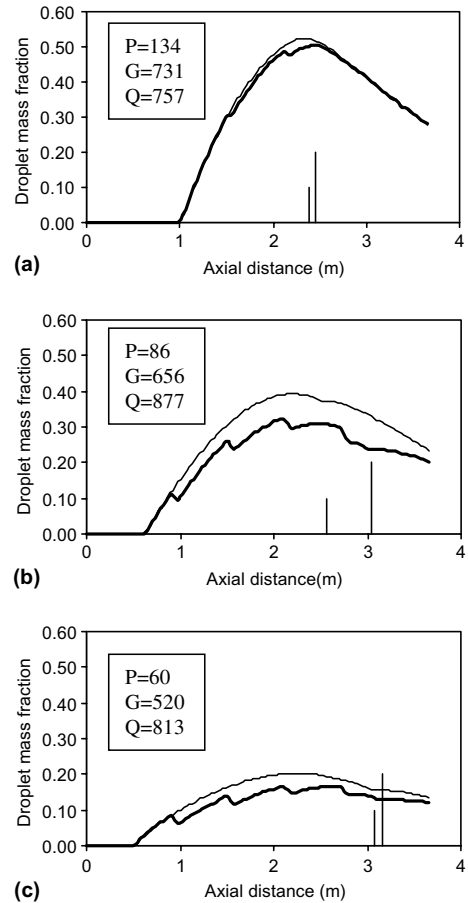 0.60
0.50
0.40
0.30
0.20
0.10
0.00
Droplet mass fraction
P=134
G=731
Q=757
0 1 2 3 4
Axial distance (m)
(a)
0.60
0.50
0.40
0.30
0.20
0.10
0.00
Droplet mass fraction
P=86
G=656
Q=877
0 1 2 3 4
Axial distance(m)
(b)
0.60
0.50
0.40
0.30
0.20
0.10
0.00
Droplet mass fraction
P=60
G=520
Q=813
0 1 2 3 4
Axial distance (m)
(c)